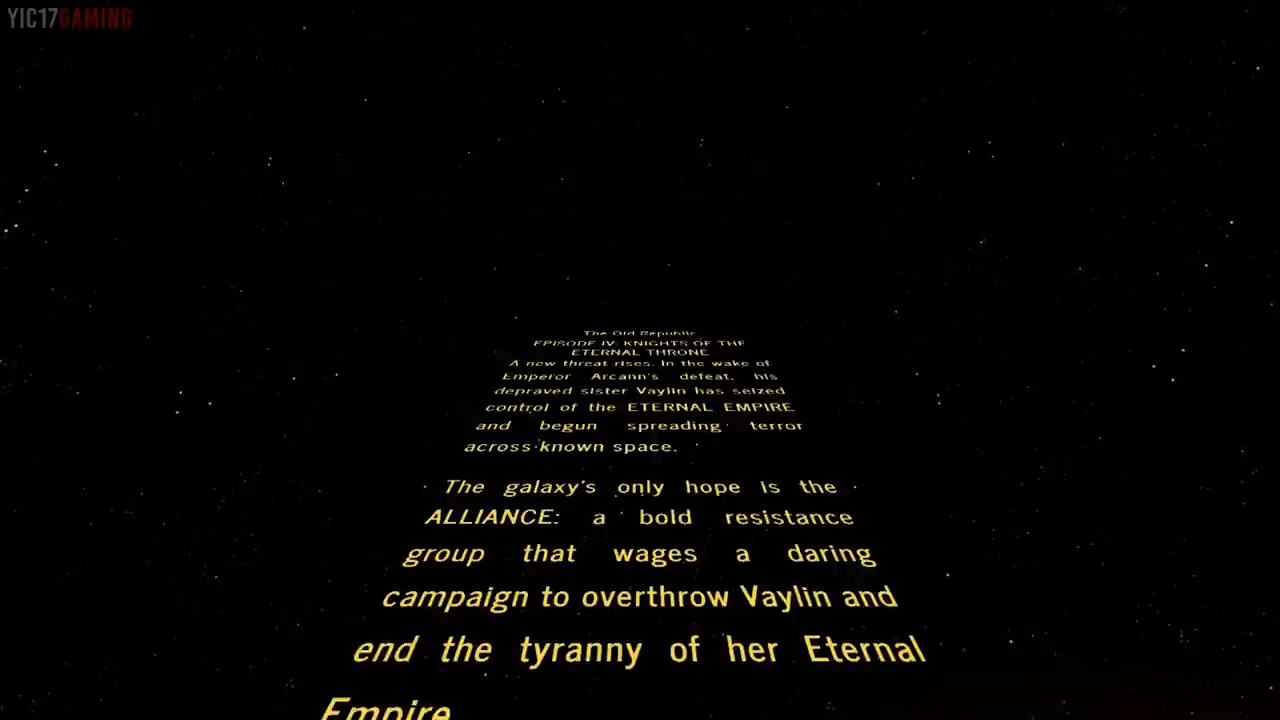 YIC17GAMING
The Old Republic
EPISODE IV: KNIGHTS OF THE
ETERNAL THRONE
A new threat rises. In the wake of
Emperor Arcann's defeat, his
depraved sister Vaylin has seized
control of the ETERNAL EMPIRE
and begun spreading terror
across known space.
The galaxy's only hope is the
ALLIANCE: a bold resistance
group that wages a daring
campaign to overthrow Vaylin and
end the tyranny of her Eternal
Empire